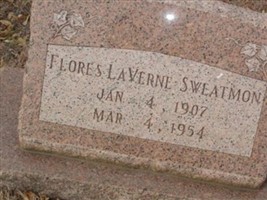 FLORES LAVERNE SWEATMON
JAN 4, 1907
MAR 4, 1954